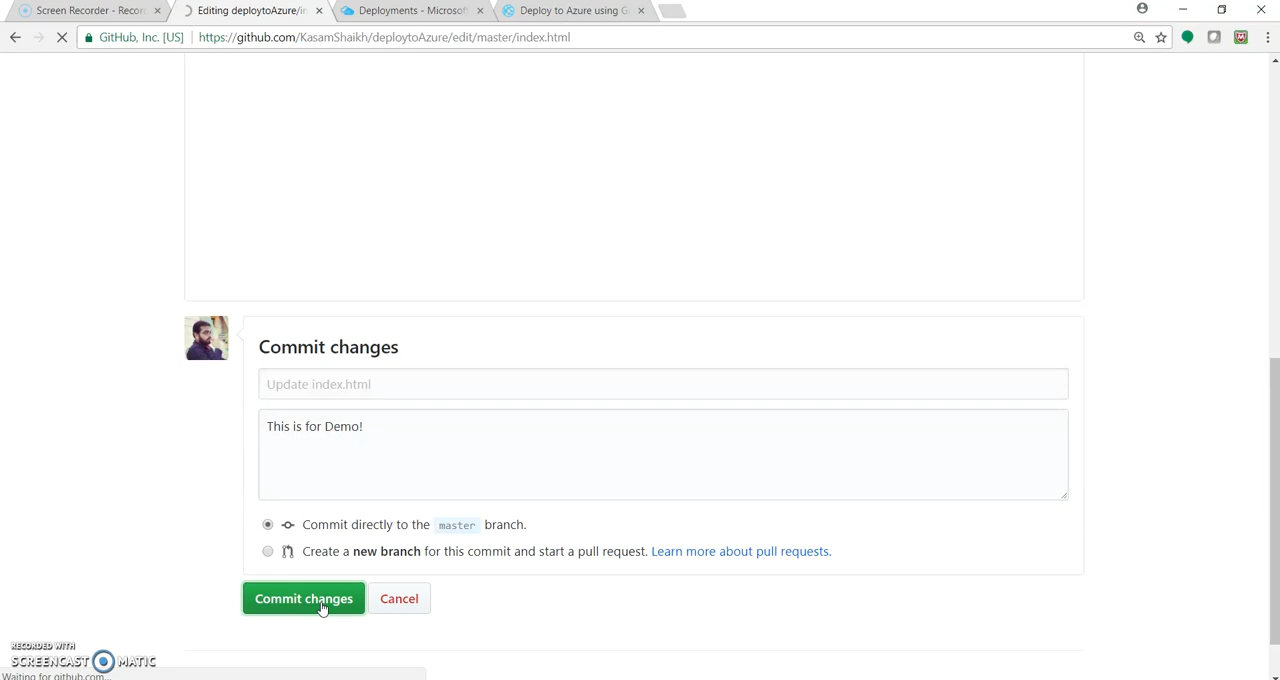 Screen Recorder - Recor
Editing deploytoAzure/in
Deployments - Microsof
Deploy to Azure using G
GitHub, Inc. [US]
https://github.com/KasamShaikh/deploytoAzure/edit/master/index.html
Commit changes
Update index.html
This is for Demo!
Commit directly to the master branch.
Create a new branch for this commit and start a pull request. Learn more about pull requests.
Commit changes
Cancel
RECORDED WITH
SCREENCAST MATIC
Waiting for github.com...